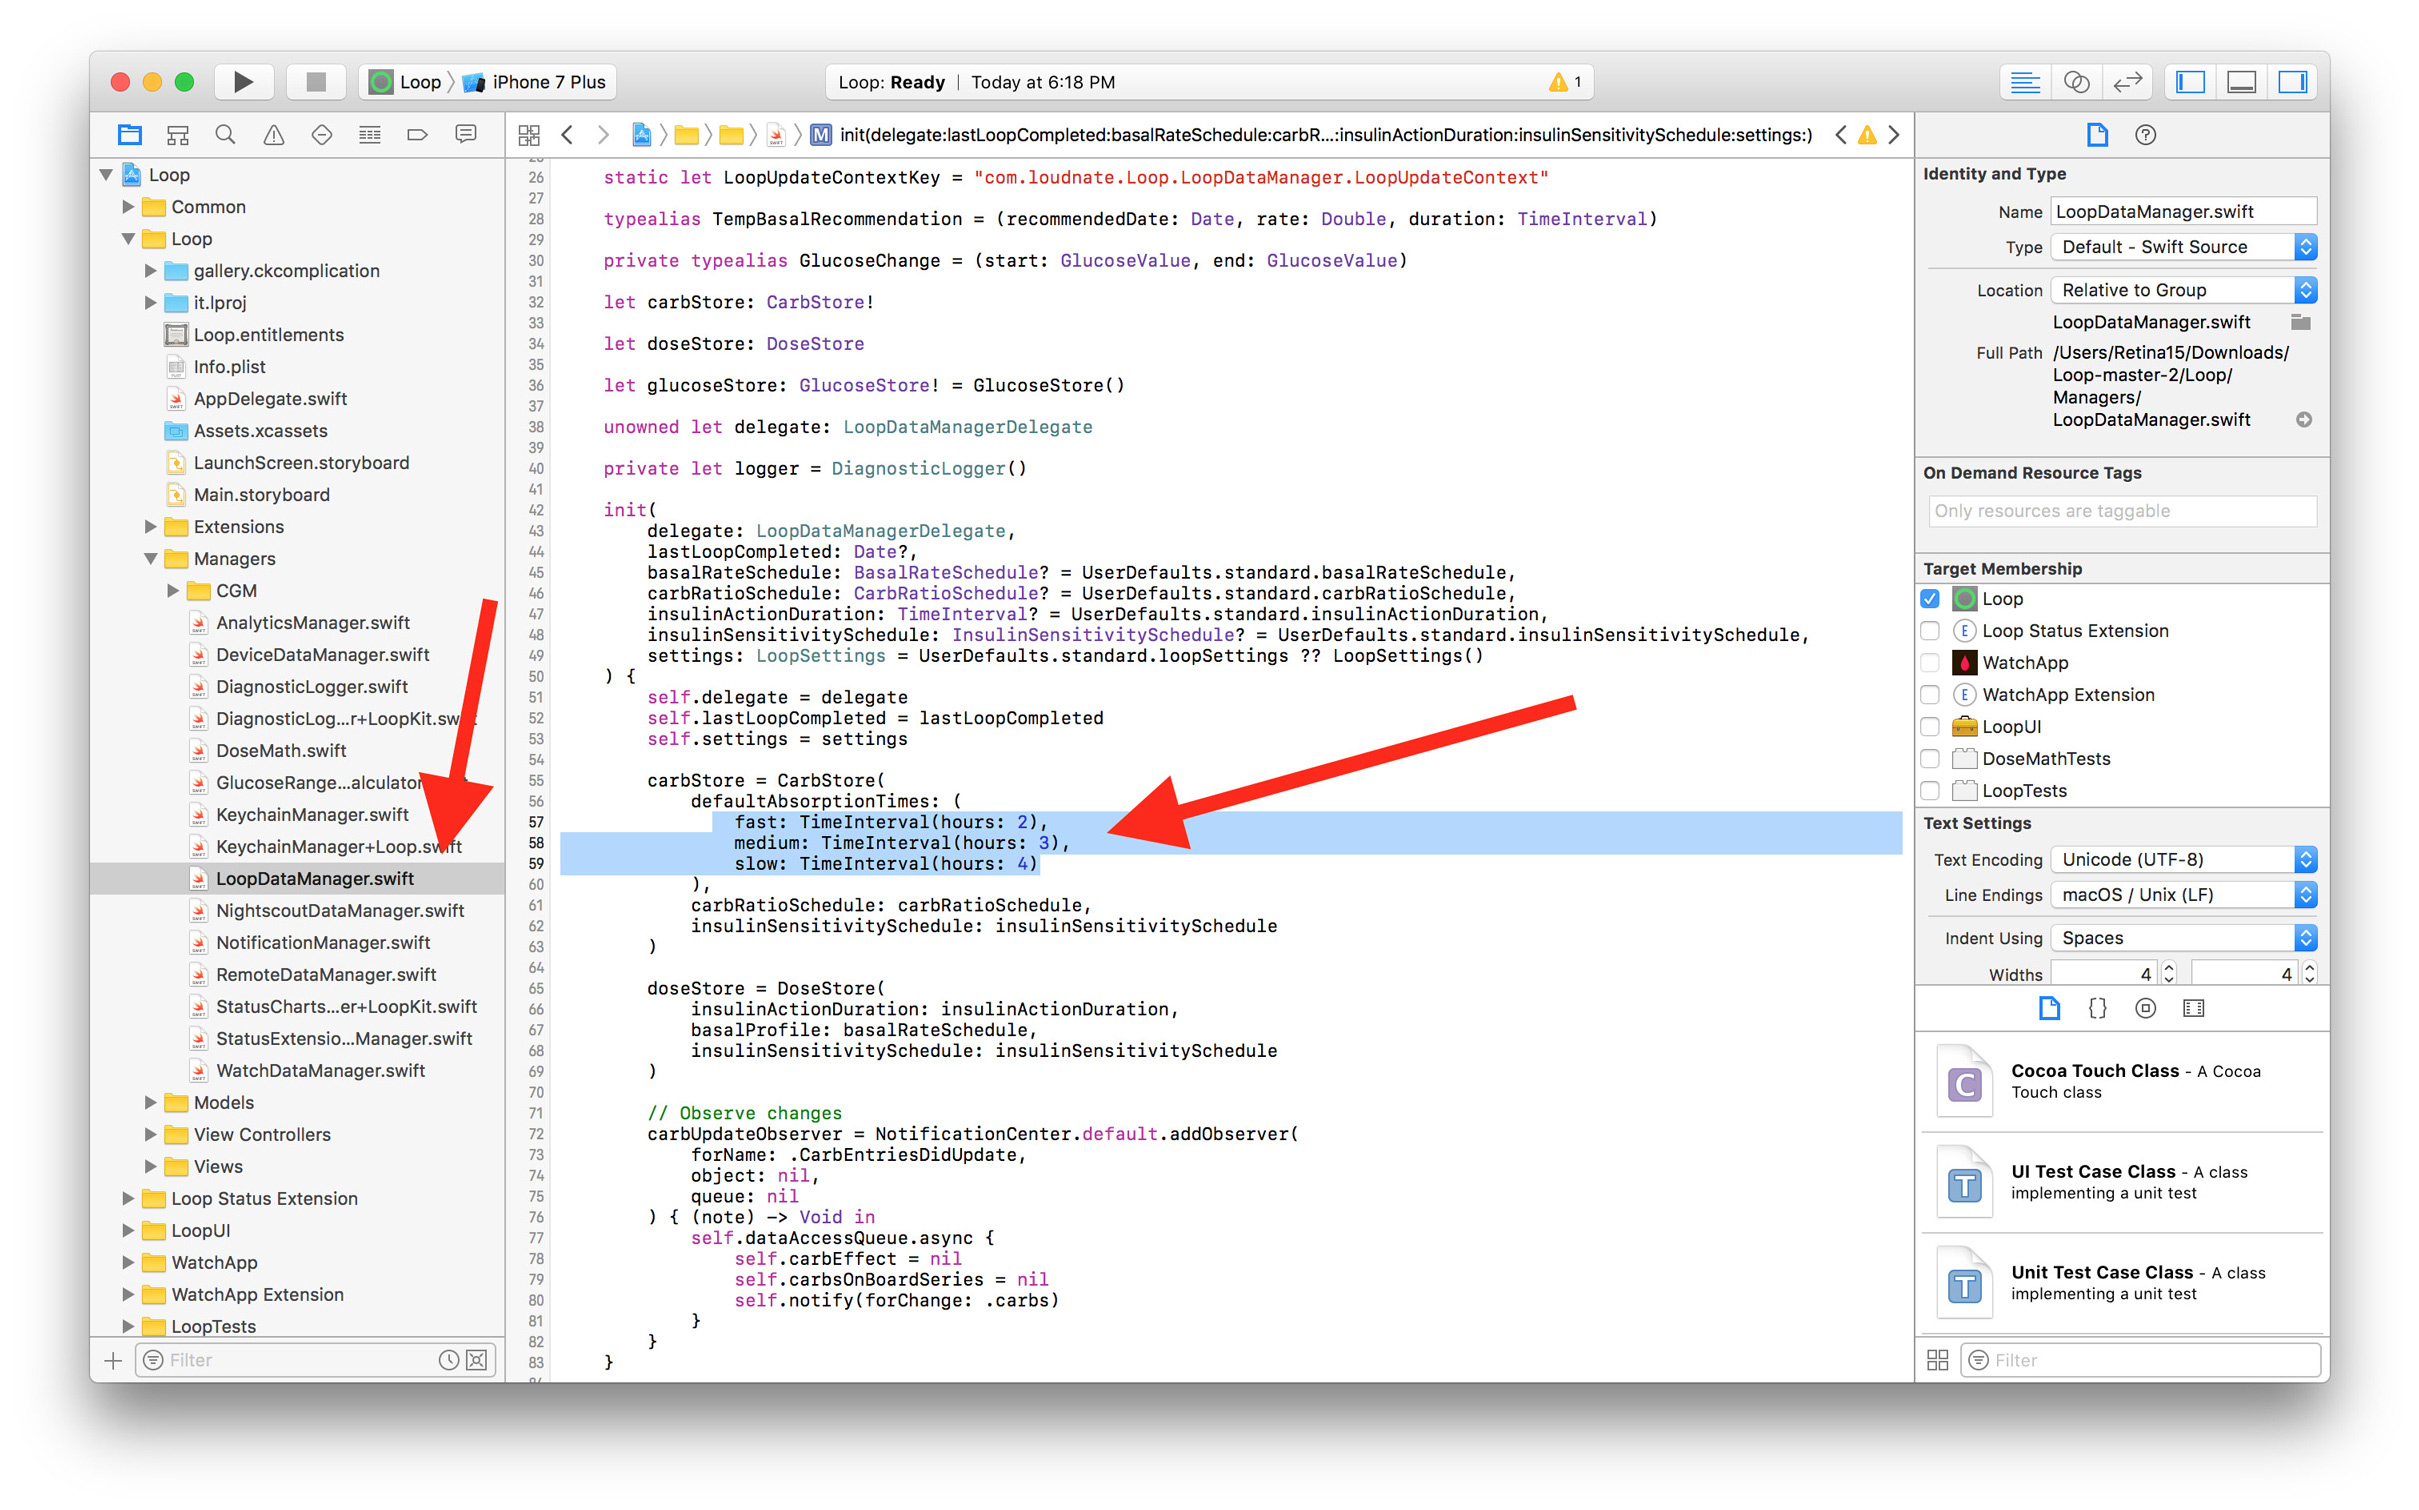 Loop 〉 iPhone 7 Plus
Loop: Ready | Today at 6:18 PM
1
init(delegate:lastLoopCompleted:basalRateSchedule:carbR...:insulinActionDuration:insulinSensitivitySchedule:settings:)
Loop
Common
Loop
gallery.ckcomplication
it.lproj
Loop.entitlements
Info.plist
AppDelegate.swift
Assets.xcassets
LaunchScreen.storyboard
Main.storyboard
Extensions
Managers
CGM
AnalyticsManager.swift
DeviceDataManager.swift
DiagnosticLogger.swift
DiagnosticLog...r+LoopKit.swift
DoseMath.swift
GlucoseRange...alculator
KeychainManager.swift
KeychainManager+Loop.swift
LoopDataManager.swift
NightscoutDataManager.swift
NotificationManager.swift
RemoteDataManager.swift
StatusCharts...er+LoopKit.swift
StatusExtensio...Manager.swift
WatchDataManager.swift
Models
View Controllers
Views
Loop Status Extension
LoopUI
WatchApp
WatchApp Extension
LoopTests
Filter
26 static let LoopUpdateContextKey = "com.loudnate.Loop.LoopDataManager.LoopUpdateContext"
27
28 typealias TempBasalRecommendation = (recommendedDate: Date, rate: Double, duration: TimeInterval)
29
30 private typealias GlucoseChange = (start: GlucoseValue, end: GlucoseValue)
31
32 let carbStore: CarbStore!
33
34 let doseStore: DoseStore
35
36 let glucoseStore: GlucoseStore! = GlucoseStore()
37
38 unowned let delegate: LoopDataManagerDelegate
39
40 private let logger = DiagnosticLogger()
41
42 init(
43 delegate: LoopDataManagerDelegate,
44 lastLoopCompleted: Date?,
45 basalRateSchedule: BasalRateSchedule? = UserDefaults.standard.basalRateSchedule,
46 carbRatioSchedule: CarbRatioSchedule? = UserDefaults.standard.carbRatioSchedule,
47 insulinActionDuration: TimeInterval? = UserDefaults.standard.insulinActionDuration,
48 insulinSensitivitySchedule: InsulinSensitivitySchedule? = UserDefaults.standard.insulinSensitivitySchedule,
49 settings: LoopSettings = UserDefaults.standard.loopSettings ?? LoopSettings()
50 ) {
51 self.delegate = delegate
52 self.lastLoopCompleted = lastLoopCompleted
53 self.settings = settings
54
55 carbStore = CarbStore(
56 defaultAbsorptionTimes: (
57 fast: TimeInterval(hours: 2),
58 medium: TimeInterval(hours: 3),
59 slow: TimeInterval(hours: 4)
60 ),
61 carbRatioSchedule: carbRatioSchedule,
62 insulinSensitivitySchedule: insulinSensitivitySchedule
63 )
64
65 doseStore = DoseStore(
66 insulinActionDuration: insulinActionDuration,
67 basalProfile: basalRateSchedule,
68 insulinSensitivitySchedule: insulinSensitivitySchedule
69 )
70
71 // Observe changes
72 carbUpdateObserver = NotificationCenter.default.addObserver(
73 forName: .CarbEntriesDidUpdate,
74 object: nil,
75 queue: nil
76 ) { (note) -> Void in
77 self.dataAccessQueue.async {
78 self.carbEffect = nil
79 self.carbsOnBoardSeries = nil
80 self.notify(forChange: .carbs)
81 }
82 }
83 }
Identity and Type
Name LoopDataManager.swift
Type Default - Swift Source
Location Relative to Group
LoopDataManager.swift
Full Path /Users/Retina15/Downloads/
Loop-master-2/Loop/
Managers/
LoopDataManager.swift
On Demand Resource Tags
Only resources are taggable
Target Membership
Loop
E Loop Status Extension
WatchApp
E WatchApp Extension
LoopUI
DoseMathTests
LoopTests
Text Settings
Text Encoding Unicode (UTF-8)
Line Endings macOS / Unix (LF)
Indent Using Spaces
Widths 4 4
C Cocoa Touch Class - A Cocoa
Touch class
T UI Test Case Class - A class
implementing a unit test
T Unit Test Case Class - A class
implementing a unit test
Filter